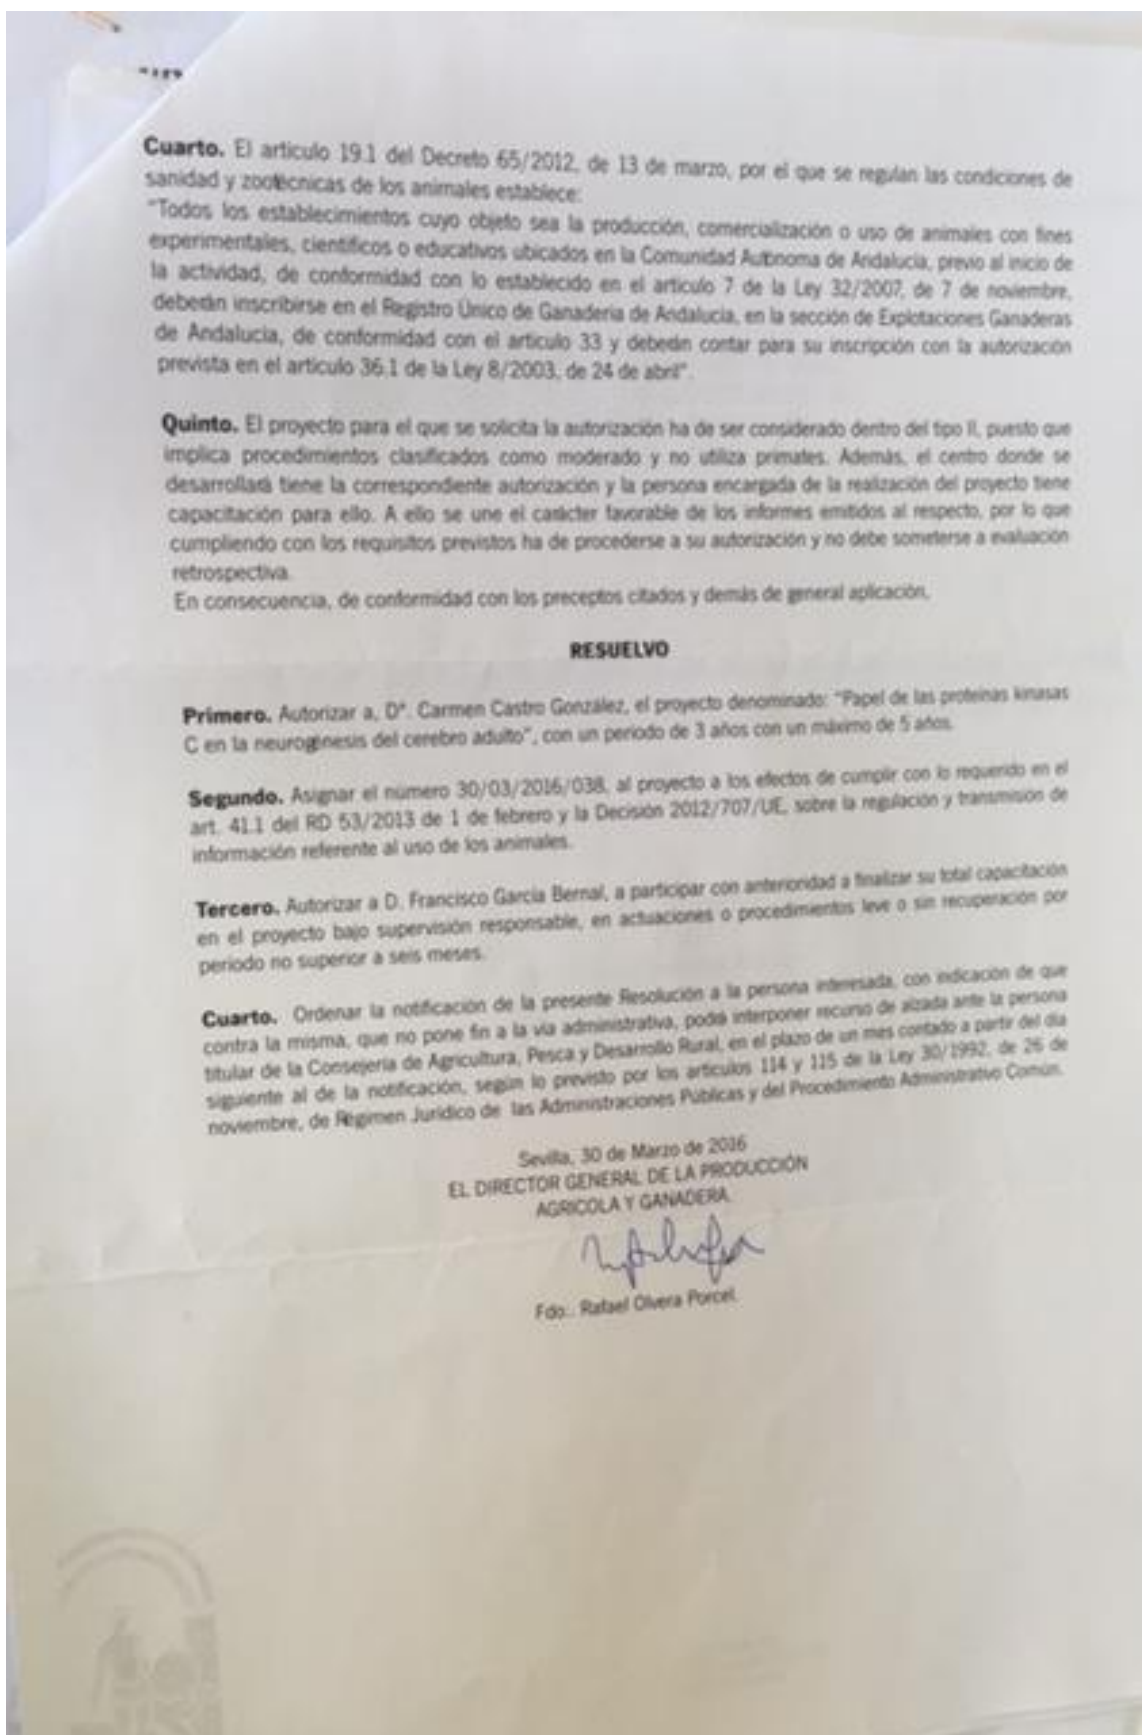 Cuarto. El artículo 19.1 del Decreto 65/2012, de 13 de marzo, por el que se regulan las condiciones de
sanidad y zootécnicas de los animales establece:
"Todos los establecimientos cuyo objeto sea la producción, comercialización o uso de animales con fines
experimentales, científicos o educativos ubicados en la Comunidad Autónoma de Andalucía, previo al inicio de
la actividad, de conformidad con lo establecido en el artículo 7 de la Ley 32/2007, de 7 de noviembre,
deberán inscribirse en el Registro Único de Ganadería de Andalucía, en la sección de Explotaciones Ganaderas
de Andalucía, de conformidad con el artículo 33 y deberán contar para su inscripción con la autorización
prevista en el artículo 36.1 de la Ley 8/2003, de 24 de abril".
Quinto. El proyecto para el que se solicita la autorización ha de ser considerado dentro del tipo II, puesto que
implica procedimientos clasificados como moderado y no utiliza primates. Además, el centro donde se
desarrollará tiene la correspondiente autorización y la persona encargada de la realización del proyecto tiene
capacitación para ello. A ello se une el carácter favorable de los informes emitidos al respecto, por lo que
cumpliendo con los requisitos previstos ha de procederse a su autorización y no debe someterse a evaluación
retrospectiva.
En consecuencia, de conformidad con los preceptos citados y demás de general aplicación,
RESUELVO
Primero. Autorizar a, Dª. Carmen Castro González, el proyecto denominado: "Papel de las proteínas kinasas
C en la neurogénesis del cerebro adulto", con un periodo de 3 años con un máximo de 5 años.
Segundo. Asignar el número 30/03/2016/038, al proyecto a los efectos de cumplir con lo requerido en el
art. 41.1 del RD 53/2013 de 1 de febrero y la Decisión 2012/707/UE, sobre la regulación y transmisión de
información referente al uso de los animales.
Tercero. Autorizar a D. Francisco García Bernal, a participar con anterioridad a finalizar su total capacitación
en el proyecto bajo supervisión responsable, en actuaciones o procedimientos leve o sin recuperación por
periodo no superior a seis meses.
Cuarto. Ordenar la notificación de la presente Resolución a la persona interesada, con indicación de que
contra la misma, que no pone fin a la vía administrativa, podrá interponer recurso de alzada ante la persona
titular de la Consejería de Agricultura, Pesca y Desarrollo Rural, en el plazo de un mes contado a partir del día
siguiente al de la notificación, según lo previsto por los artículos 114 y 115 de la Ley 30/1992, de 26 de
noviembre, de Régimen Jurídico de las Administraciones Públicas y del Procedimiento Administrativo Común.
Sevilla, 30 de Marzo de 2016
EL DIRECTOR GENERAL DE LA PRODUCCIÓN
AGRICOLA Y GANADERA.
Fdo.: Rafael Olvera Porcel.